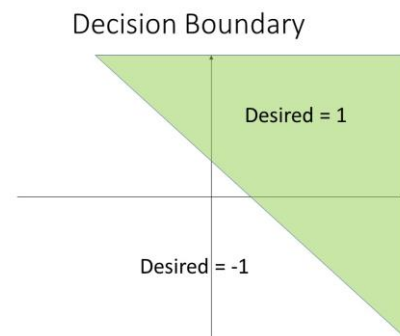 Decision Boundary
Desired = 1
Desired = -1